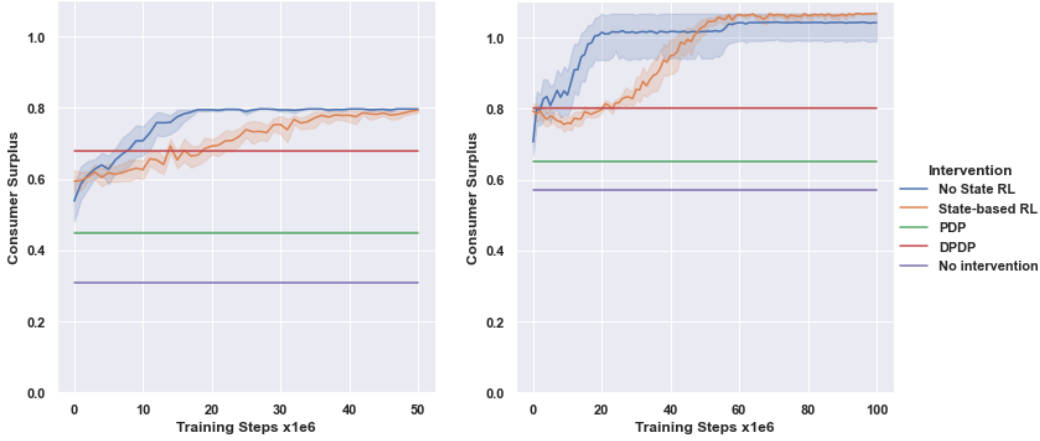 1.0
0.8
0.6
0.4
0.2
0.0
Consumer Surplus
0 10 20 30 40 50
Training Steps x1e6
1.0
0.8
0.6
0.4
0.2
0.0
Consumer Surplus
0 20 40 60 80 100
Training Steps x1e6
Intervention
No State RL
State-based RL
PDP
DPDP
No intervention